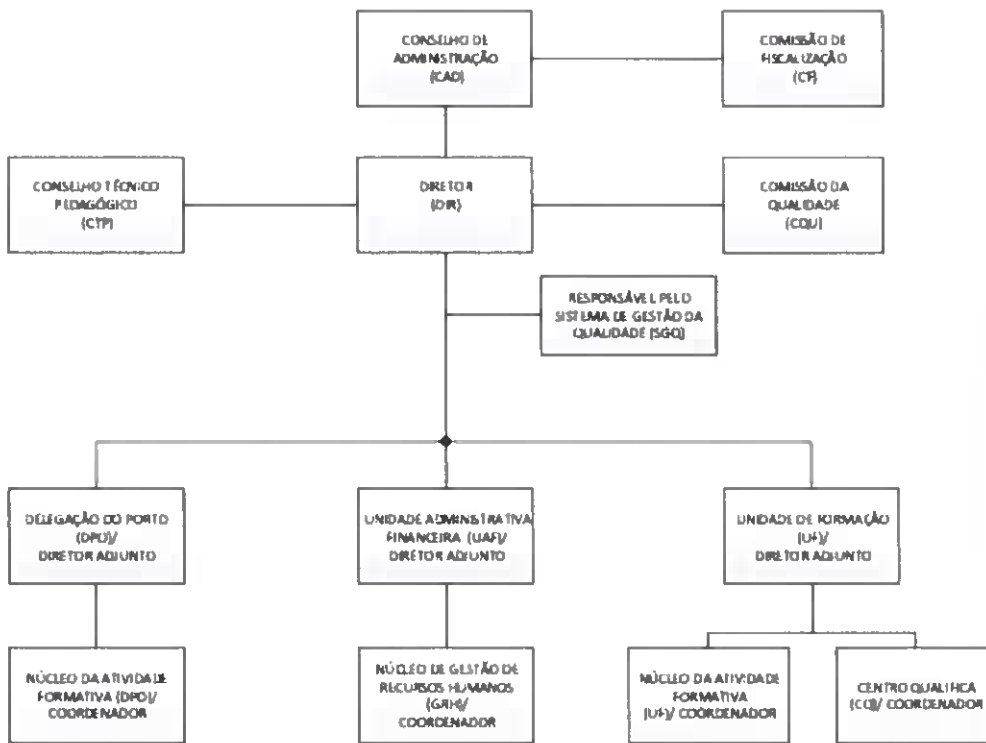 CONSELHO DE
ADMINISTRAÇÃO
(CAD)
COMISSÃO DE
FISCALIZAÇÃO
(CF)
CONSELHO TÉCNICO
PEDAGÓGICO
(CTP)
DIRETOR
(DIR)
COMISSÃO DA
QUALIDADE
(CQU)
RESPONSÁVEL PELO
SISTEMA DE GESTÃO DA
QUALIDADE (SGQ)
DELEGAÇÃO DO PORTO
(DPO)/
DIRETOR ADJUNTO
UNIDADE ADMINISTRATIVA
FINANCEIRA (UAF)/
DIRETOR ADJUNTO
UNIDADE DE FORMAÇÃO
(UF)/
DIRETOR ADJUNTO
NÚCLEO DA ATIVIDADE
FORMATIVA (DPO)/
COORDENADOR
NÚCLEO DE GESTÃO DE
RECURSOS HUMANOS
(GRH)/
COORDENADOR
NÚCLEO DA ATIVIDADE
FORMATIVA
(UF)/ COORDENADOR
CENTRO QUALIFICA
(CQ)/ COORDENADOR